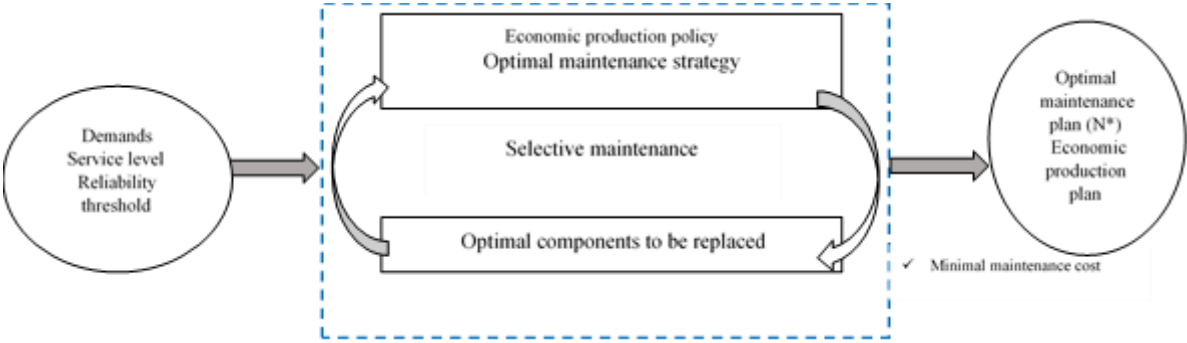 Demands
Service level
Reliability
threshold
Economic production policy
Optimal maintenance strategy
Selective maintenance
Optimal components to be replaced
Optimal
maintenance
plan (N*)
Economic
production
plan
✓ Minimal maintenance cost